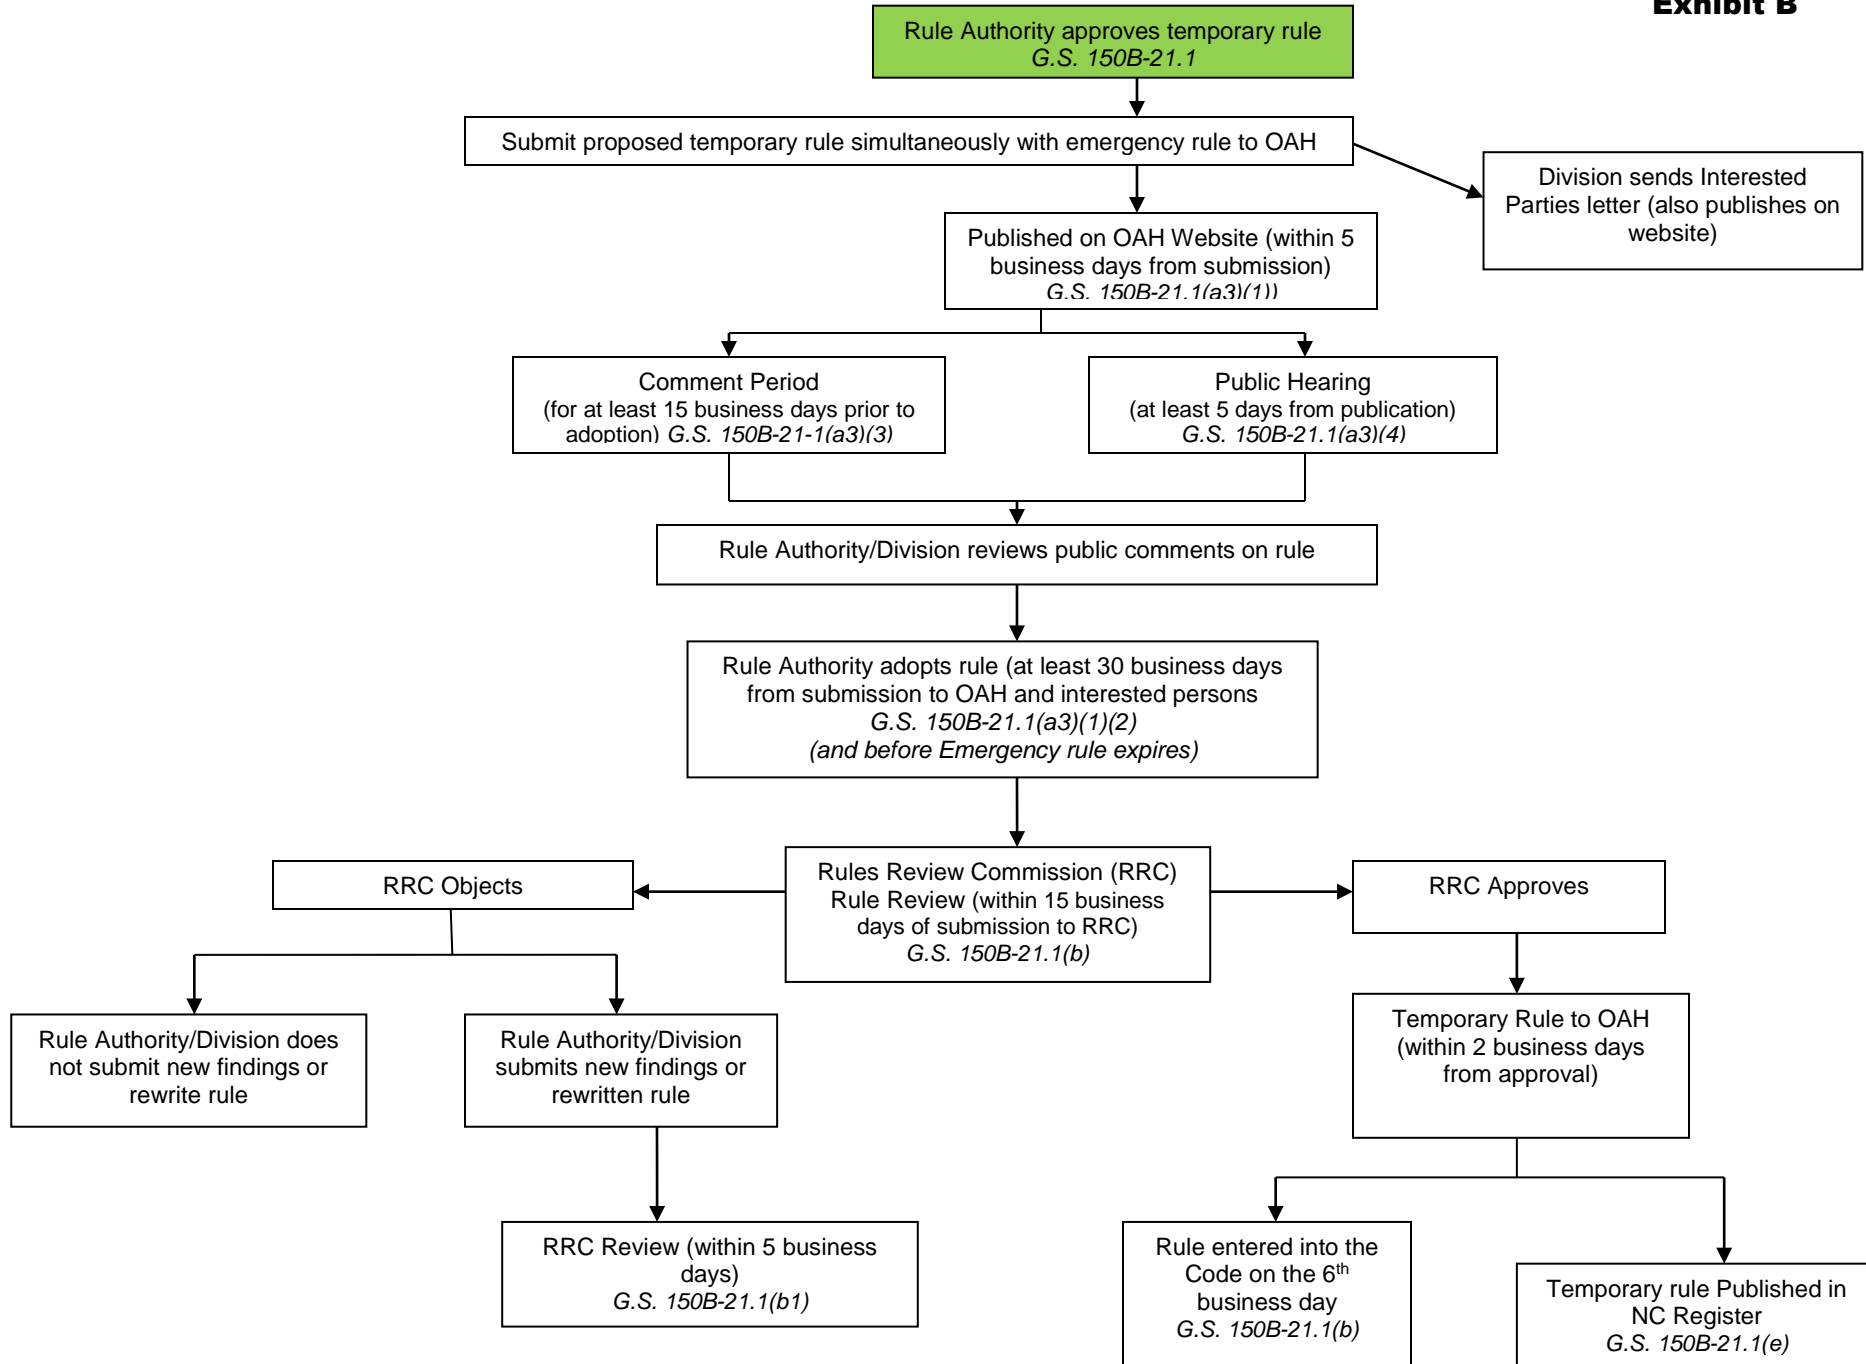 Exhibit B
Rule Authority approves temporary rule
G.S. 150B-21.1
Submit proposed temporary rule simultaneously with emergency rule to OAH
Division sends Interested
Parties letter (also publishes on
website)
Published on OAH Website (within 5
business days from submission)
G.S. 150B-21.1(a3)(1))
Comment Period
(for at least 15 business days prior to
adoption) G.S. 150B-21-1(a3)(3)
Public Hearing
(at least 5 days from publication)
G.S. 150B-21.1(a3)(4)
Rule Authority/Division reviews public comments on rule
Rule Authority adopts rule (at least 30 business days
from submission to OAH and interested persons
G.S. 150B-21.1(a3)(1)(2)
(and before Emergency rule expires)
RRC Objects
Rules Review Commission (RRC)
Rule Review (within 15 business
days of submission to RRC)
G.S. 150B-21.1(b)
RRC Approves
Rule Authority/Division does
not submit new findings or
rewrite rule
Rule Authority/Division
submits new findings or
rewritten rule
Temporary Rule to OAH
(within 2 business days
from approval)
RRC Review (within 5 business
days)
G.S. 150B-21.1(b1)
Rule entered into the
Code on the 6th
business day
G.S. 150B-21.1(b)
Temporary rule Published in
NC Register
G.S. 150B-21.1(e)